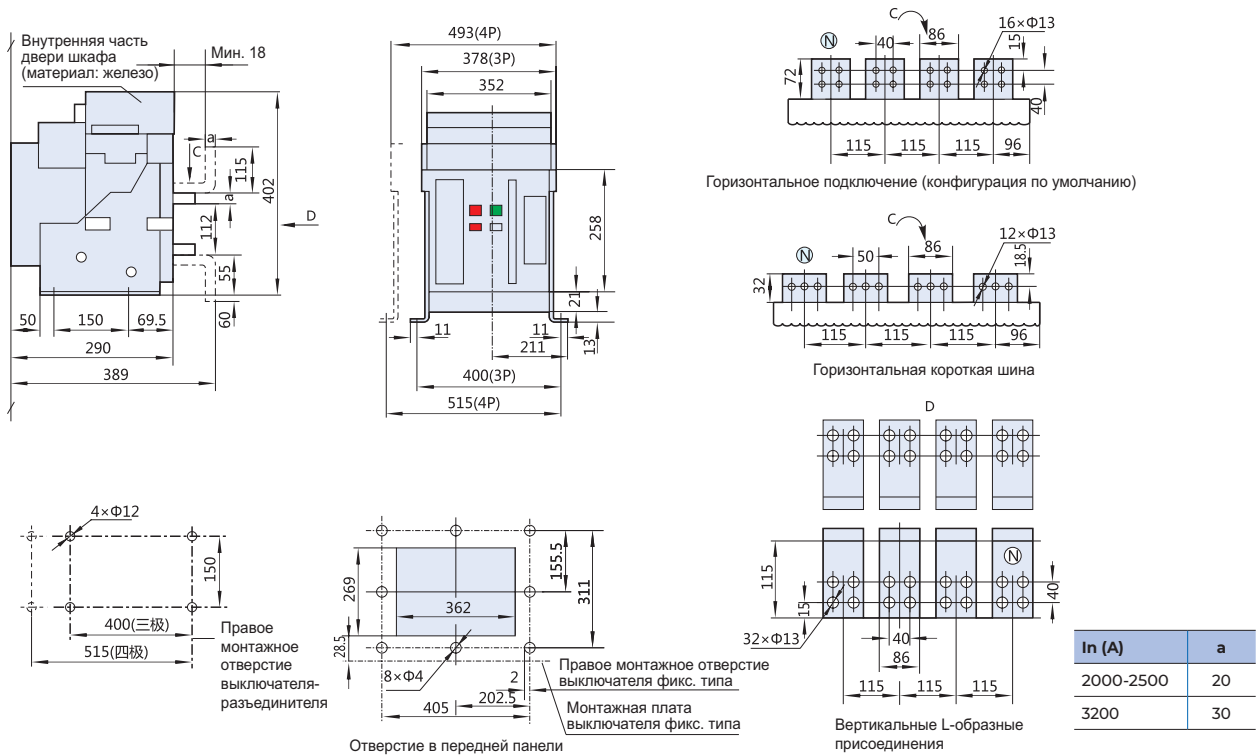 Внутренняя часть
двери шкафа
(материал: железо)
Мин. 18
a
C
115
a
402
D
112
55
60
50
150
69.5
290
389
493(4P)
378(3P)
352
258
21
11
11
13
211
400(3P)
515(4P)
C
16×Φ13
N
40
86
15
72
40
115
115
115
96
Горизонтальное подключение (конфигурация по умолчанию)
C
12×Φ13
N
50
86
18.5
32
115
115
115
96
Горизонтальная короткая шина
D
N
115
15
40
32×Φ13
40
86
115
115
115
Вертикальные L-образные
присоединения
4×Φ12
150
400(三极)
515(四极)
Правое
монтажное
отверстие
выключателя-
разъединителя
269
362
155.5
311
28.5
8×Φ4
2
202.5
405
Правое монтажное отверстие
выключателя фикс. типа
Монтажная плата
выключателя фикс. типа
Отверстие в передней панели
In (A) a
2000-2500 20
3200 30